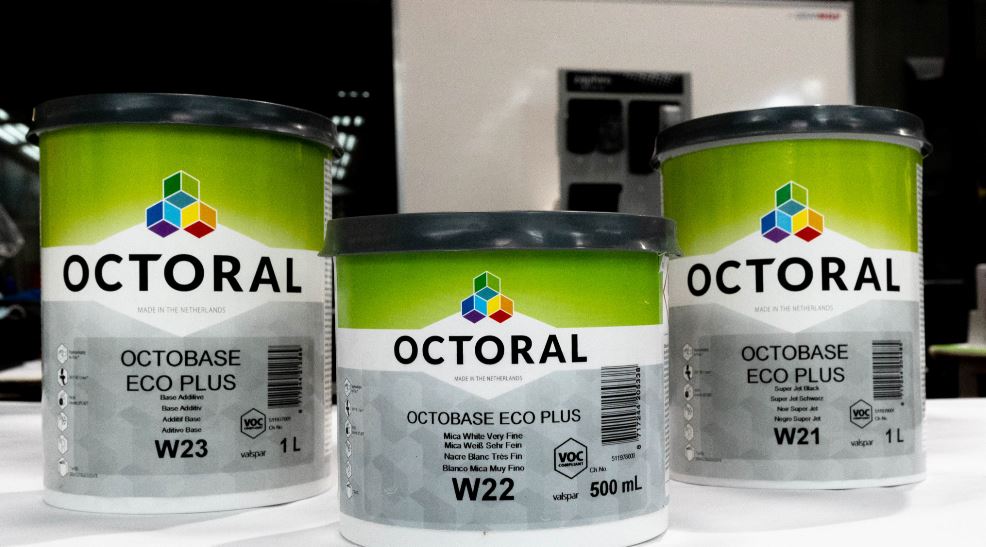 OCTORAL
MADE IN THE NETHERLANDS
OCTOBASE
ECO PLUS
Base Additive
Base Additiv
Additif Base
Aditivo Base
W23
VOC
valspar
1 L
OCTORAL
MADE IN THE NETHERLANDS
OCTOBASE ECO PLUS
Mica White Very Fine
Mica Weiß Sehr Fein
Nacre Blanc Très Fin
Blanco Mica Muy Fino
W22
VOC
COMPLIANT
Ch No.
valspar
500 mL
OCTORAL
MADE IN THE NETHERLANDS
OCTOBASE
ECO PLUS
Super Jet Black
Super Jet Schwarz
Noir Super Jet
Negro Super Jet
W21
VOC
valspar
1 L